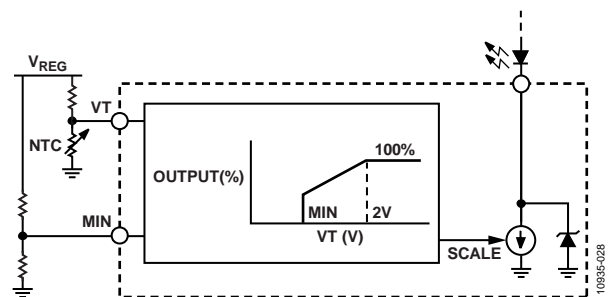 VREG
VT
NTC
MIN
OUTPUT(%)
100%
MIN
2V
VT (V)
SCALE
10935-028